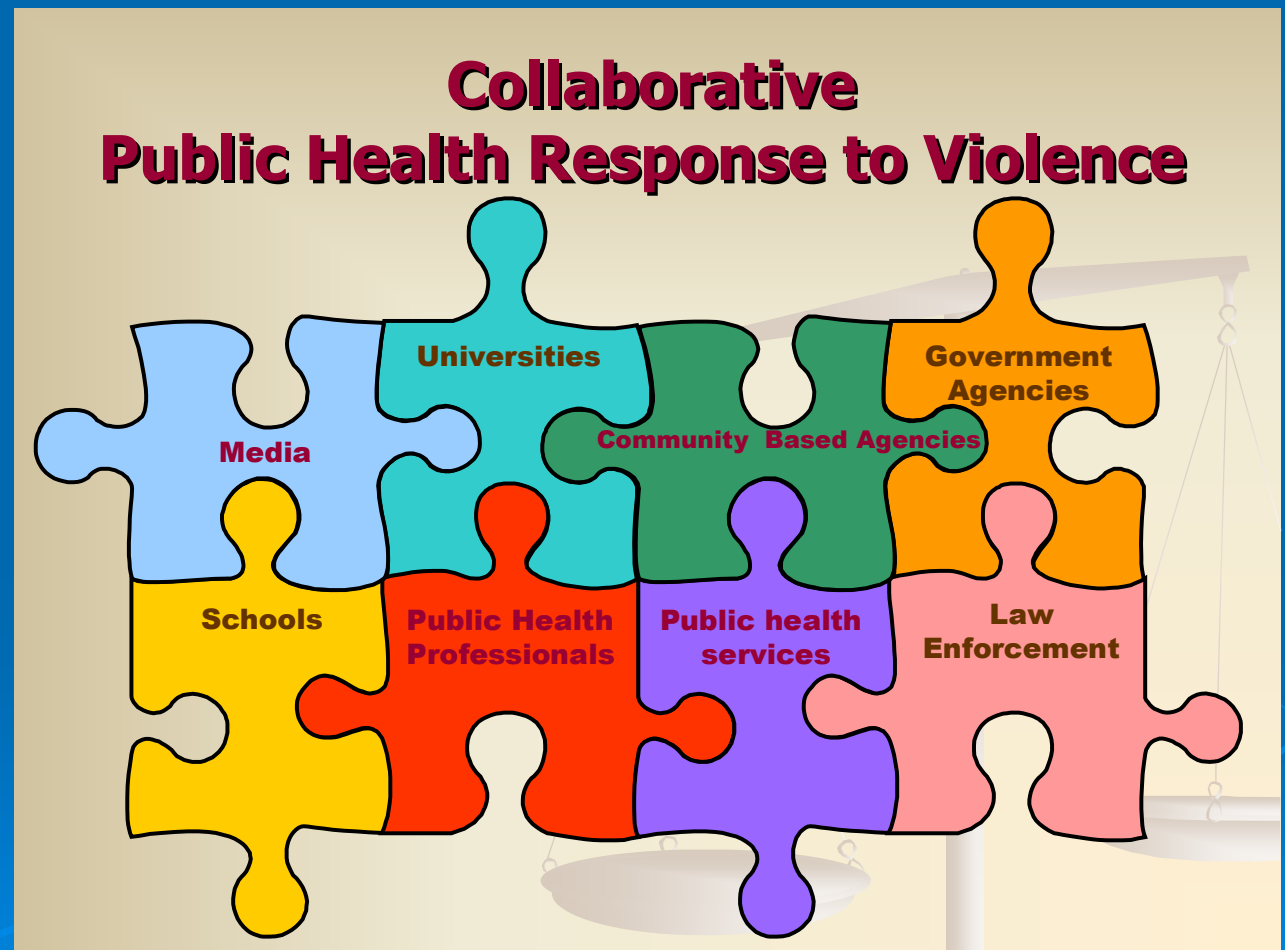 Collaborative
Public Health Response to Violence
Universities
Government
Agencies
Media
Community Based Agencies
Schools
Public Health
Professionals
Public health
services
Law
Enforcement